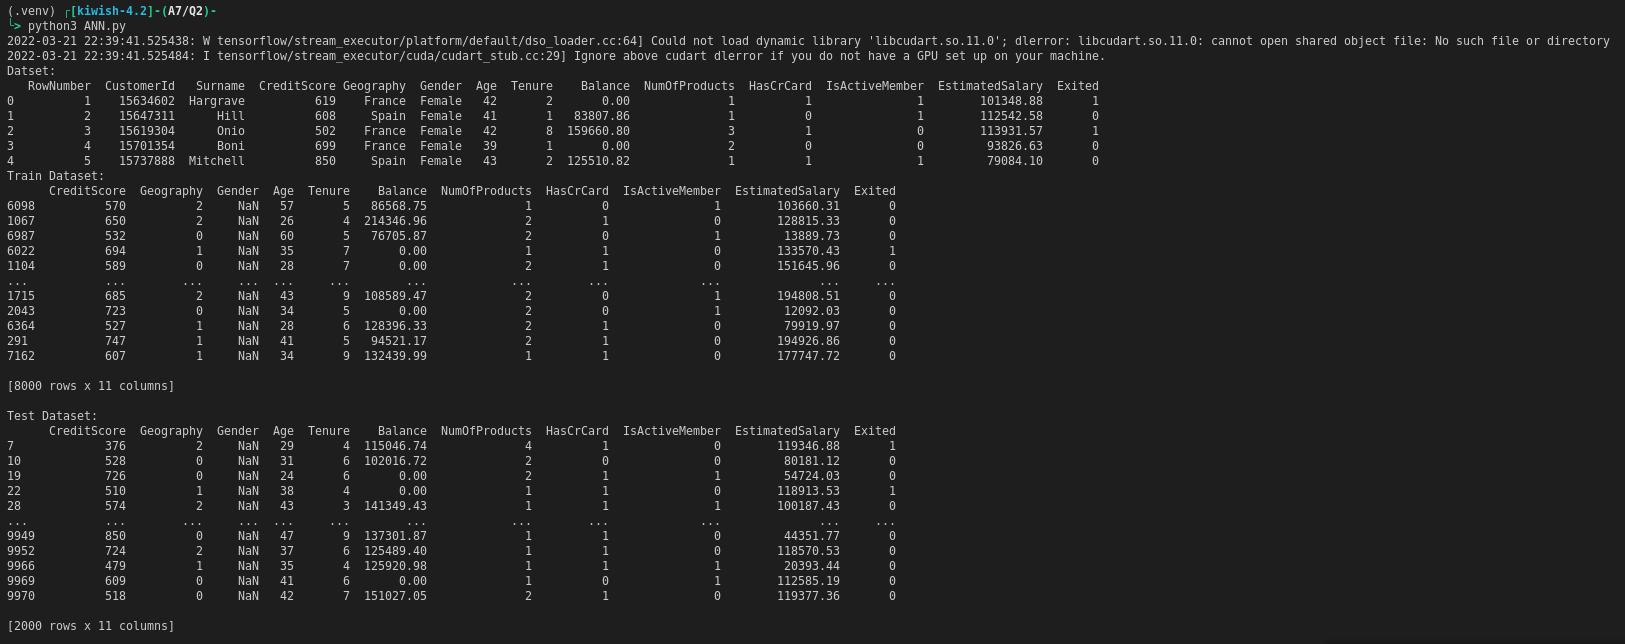 (.venv) ┌[kiwish-4.2]-(A7/Q2)-
└> python3 ANN.py
2022-03-21 22:39:41.525438: W tensorflow/stream_executor/platform/default/dso_loader.cc:64] Could not load dynamic library 'libcudart.so.11.0'; dlerror: libcudart.so.11.0: cannot open shared object file: No such file or directory
2022-03-21 22:39:41.525484: I tensorflow/stream_executor/cuda/cudart_stub.cc:29] Ignore above cudart dlerror if you do not have a GPU set up on your machine.
Datset:
   RowNumber  CustomerId   Surname  CreditScore Geography  Gender  Age  Tenure    Balance  NumOfProducts  HasCrCard  IsActiveMember  EstimatedSalary  Exited
0          1    15634602  Hargrave          619    France  Female   42       2       0.00              1          1               1        101348.88       1
1          2    15647311      Hill          608     Spain  Female   41       1   83807.86              1          0               1        112542.58       0
2          3    15619304      Onio          502    France  Female   42       8  159660.80              3          1               0        113931.57       1
3          4    15701354      Boni          699    France  Female   39       1       0.00              2          0               0         93826.63       0
4          5    15737888  Mitchell          850     Spain  Female   43       2  125510.82              1          1               1         79084.10       0
Train Dataset:
      CreditScore  Geography  Gender  Age  Tenure    Balance  NumOfProducts  HasCrCard  IsActiveMember  EstimatedSalary  Exited
6098          570          2     NaN   57       5   86568.75              1          0               1        103660.31       0
1067          650          2     NaN   26       4  214346.96              2          1               0        128815.33       0
6987          532          0     NaN   60       5   76705.87              2          0               1         13889.73       0
6022          694          1     NaN   35       7       0.00              1          1               0        133570.43       1
1104          589          0     NaN   28       7       0.00              2          1               0        151645.96       0
...           ...        ...     ...  ...     ...        ...            ...        ...             ...              ...     ...
1715          685          2     NaN   43       9  108589.47              2          0               1        194808.51       0
2043          723          0     NaN   34       5       0.00              2          0               1         12092.03       0
6364          527          1     NaN   28       6  128396.33              2          1               0         79919.97       0
291           747          1     NaN   41       5   94521.17              2          1               0        194926.86       0
7162          607          1     NaN   34       9  132439.99              1          1               0        177747.72       0
[8000 rows x 11 columns]
Test Dataset:
      CreditScore  Geography  Gender  Age  Tenure    Balance  NumOfProducts  HasCrCard  IsActiveMember  EstimatedSalary  Exited
7             376          2     NaN   29       4  115046.74              4          1               0        119346.88       1
10            528          0     NaN   31       6  102016.72              2          0               0         80181.12       0
19            726          0     NaN   24       6       0.00              2          1               1         54724.03       0
22            510          1     NaN   38       4       0.00              1          1               0        118913.53       1
28            574          2     NaN   43       3  141349.43              1          1               1        100187.43       0
...           ...        ...     ...  ...     ...        ...            ...        ...             ...              ...     ...
9949          850          0     NaN   47       9  137301.87              1          1               0         44351.77       0
9952          724          2     NaN   37       6  125489.40              1          1               0        118570.53       0
9966          479          1     NaN   35       4  125920.98              1          1               1         20393.44       0
9969          609          0     NaN   41       6       0.00              1          0               1        112585.19       0
9970          518          0     NaN   42       7  151027.05              2          1               0        119377.36       0
[2000 rows x 11 columns]